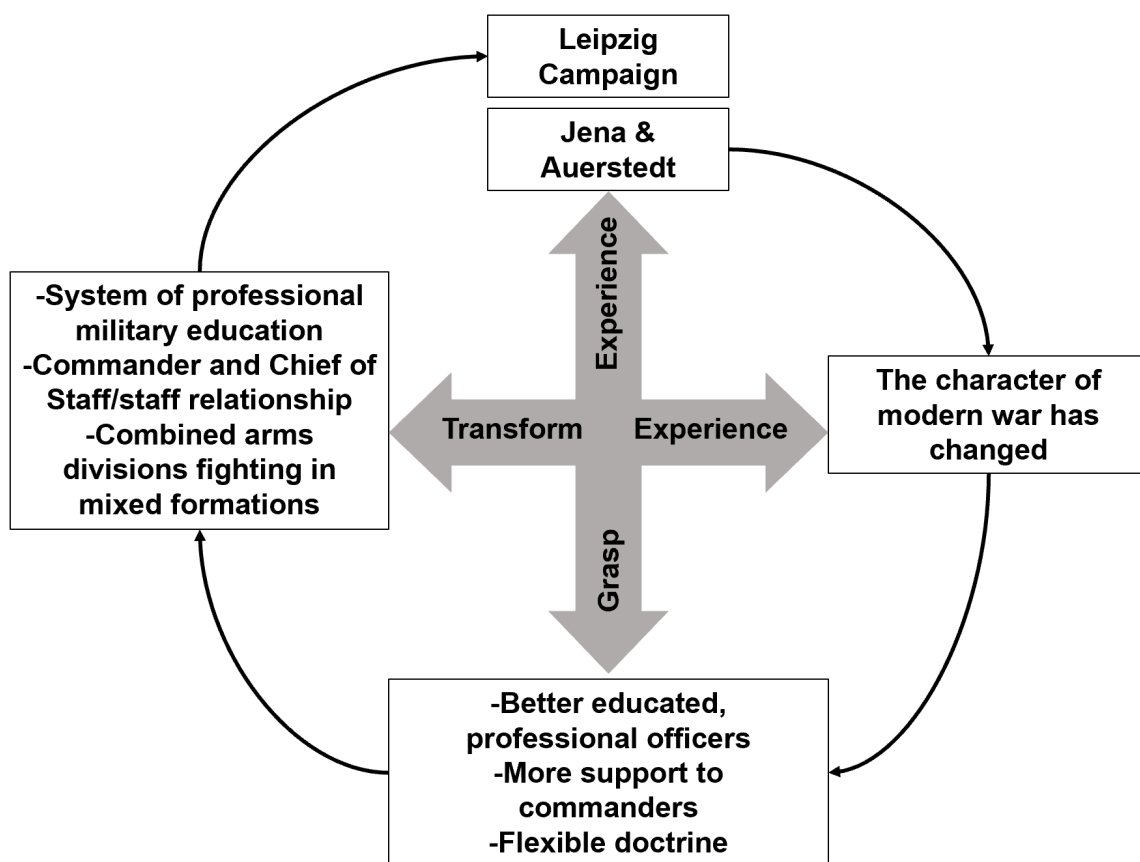 Leipzig
Campaign
Jena &
Auerstedt
Experience
-System of professional
military education
-Commander and Chief of
Staff/staff relationship
-Combined arms
divisions fighting in
mixed formations
Transform
Experience
The character of
modern war has
changed
Grasp
-Better educated,
professional officers
-More support to
commanders
-Flexible doctrine